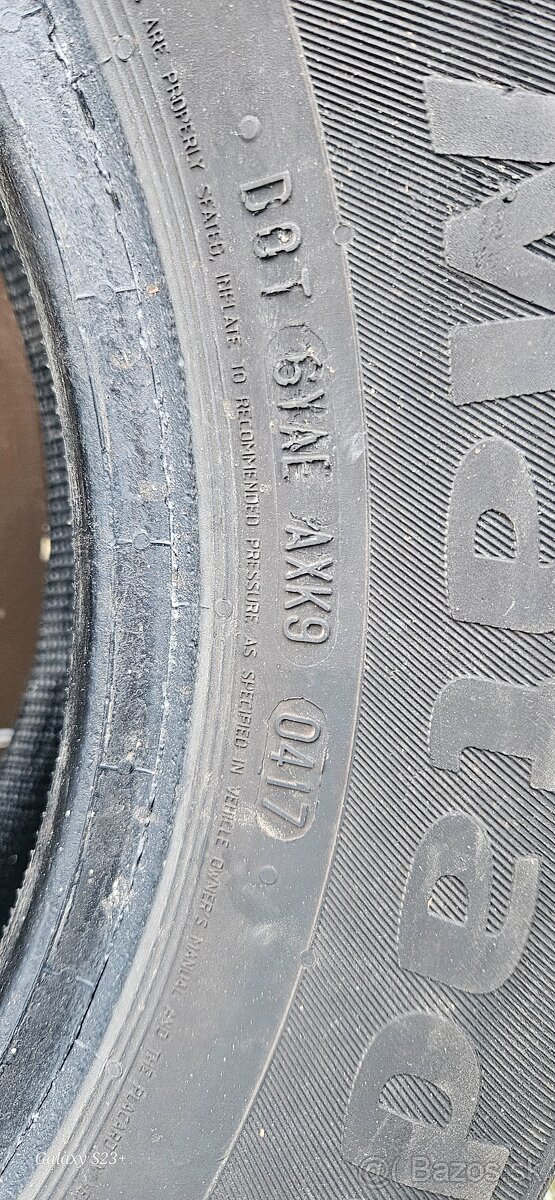 ARE PROPERLY SEATED, INFLATE TO RECOMMENDED PRESSURE AS SPECIFIED IN VEHICLE OWNER'S MANUAL AND THE PLACARD
DOT 6YAE AXK9 0417
Matad
Galaxy S23+
Bazos.sk